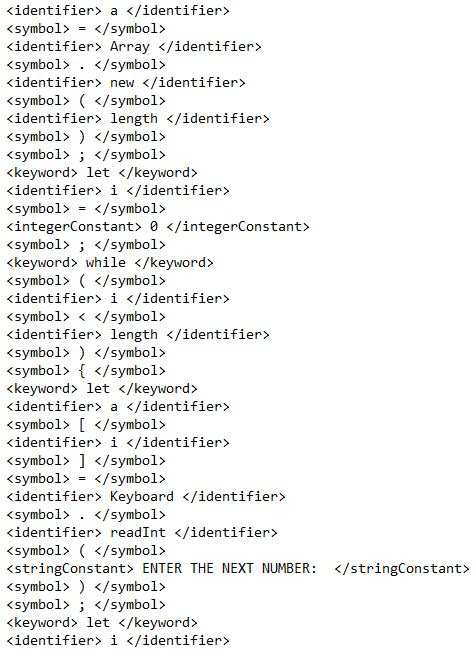 <identifier> a </identifier>
<symbol> = </symbol>
<identifier> Array </identifier>
<symbol> . </symbol>
<identifier> new </identifier>
<symbol> ( </symbol>
<identifier> length </identifier>
<symbol> ) </symbol>
<symbol> ; </symbol>
<keyword> let </keyword>
<identifier> i </identifier>
<symbol> = </symbol>
<integerConstant> 0 </integerConstant>
<symbol> ; </symbol>
<keyword> while </keyword>
<symbol> ( </symbol>
<identifier> i </identifier>
<symbol> < </symbol>
<identifier> length </identifier>
<symbol> ) </symbol>
<symbol> { </symbol>
<keyword> let </keyword>
<identifier> a </identifier>
<symbol> [ </symbol>
<identifier> i </identifier>
<symbol> ] </symbol>
<symbol> = </symbol>
<identifier> Keyboard </identifier>
<symbol> . </symbol>
<identifier> readInt </identifier>
<symbol> ( </symbol>
<stringConstant> ENTER THE NEXT NUMBER:  </stringConstant>
<symbol> ) </symbol>
<symbol> ; </symbol>
<keyword> let </keyword>
<identifier> i </identifier>